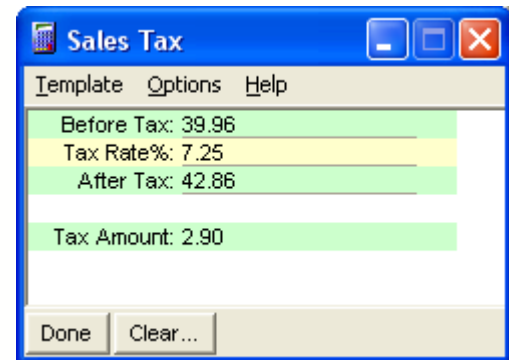 Sales Tax
Template Options Help
Before Tax: 39.96
Tax Rate%: 7.25
After Tax: 42.86
Tax Amount: 2.90
Done Clear...